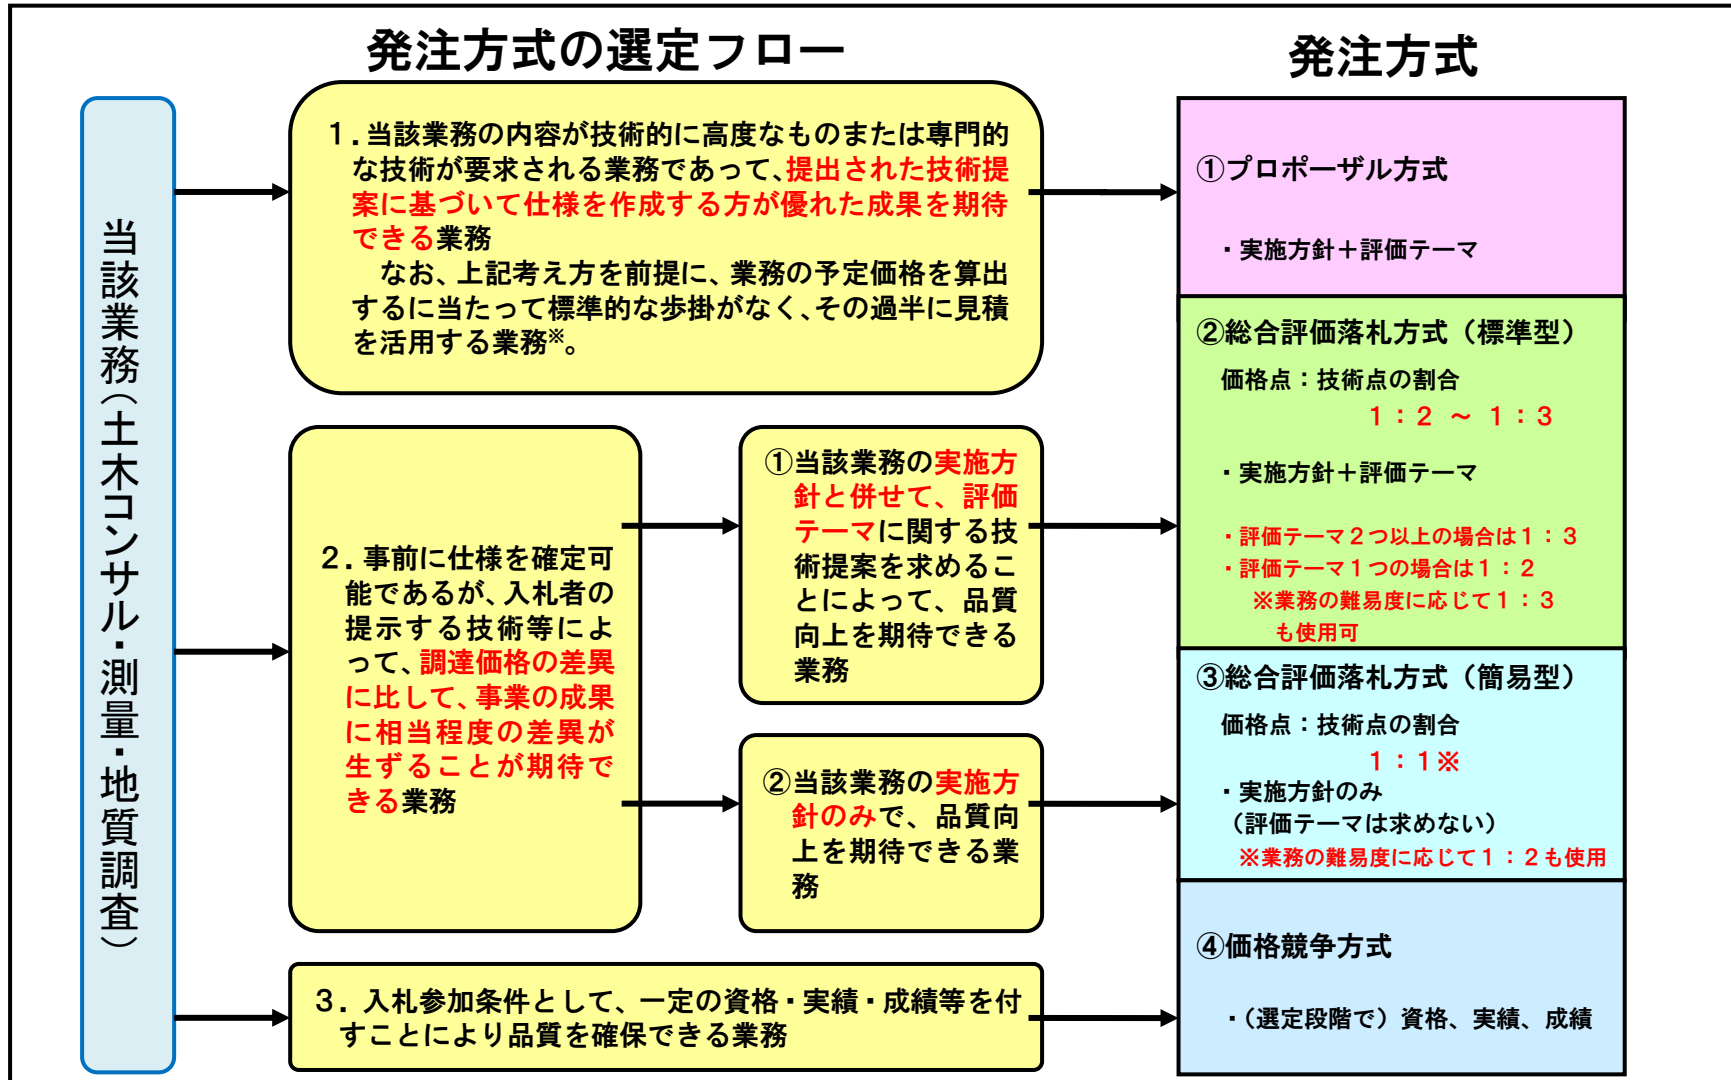 発注方式の選定フロー
発注方式
当該業務（土木コンサル・測量・地質調査）
１．当該業務の内容が技術的に高度なものまたは専門的
な技術が要求される業務であって、提出された技術提
案に基づいて仕様を作成する方が優れた成果を期待
できる業務
なお、上記考え方を前提に、業務の予定価格を算出
するに当たって標準的な歩掛がなく、その過半に見積
を活用する業務※。
２．事前に仕様を確定可
能であるが、入札者の
提示する技術等によ
って、調達価格の差異
に比して、事業の成果
に相当程度の差異が
生ずることが期待で
きる業務
①当該業務の実施方
針と併せて、評価
テーマに関する技
術提案を求めるこ
とによって、品質
向上を期待できる
業務
②当該業務の実施方
針のみで、品質向
上を期待できる業
務
３．入札参加条件として、一定の資格・実績・成績等を付
すことにより品質を確保できる業務
①プロポーザル方式
・実施方針＋評価テーマ
②総合評価落札方式（標準型）
価格点：技術点の割合
１：２ ～ １：３
・実施方針＋評価テーマ
・評価テーマ２つ以上の場合は１：３
・評価テーマ１つの場合は１：２
※業務の難易度に応じて１：３
も使用可
③総合評価落札方式（簡易型）
価格点：技術点の割合
１：１※
・実施方針のみ
（評価テーマは求めない）
※業務の難易度に応じて１：２も使用
④価格競争方式
・（選定段階で）資格、実績、成績